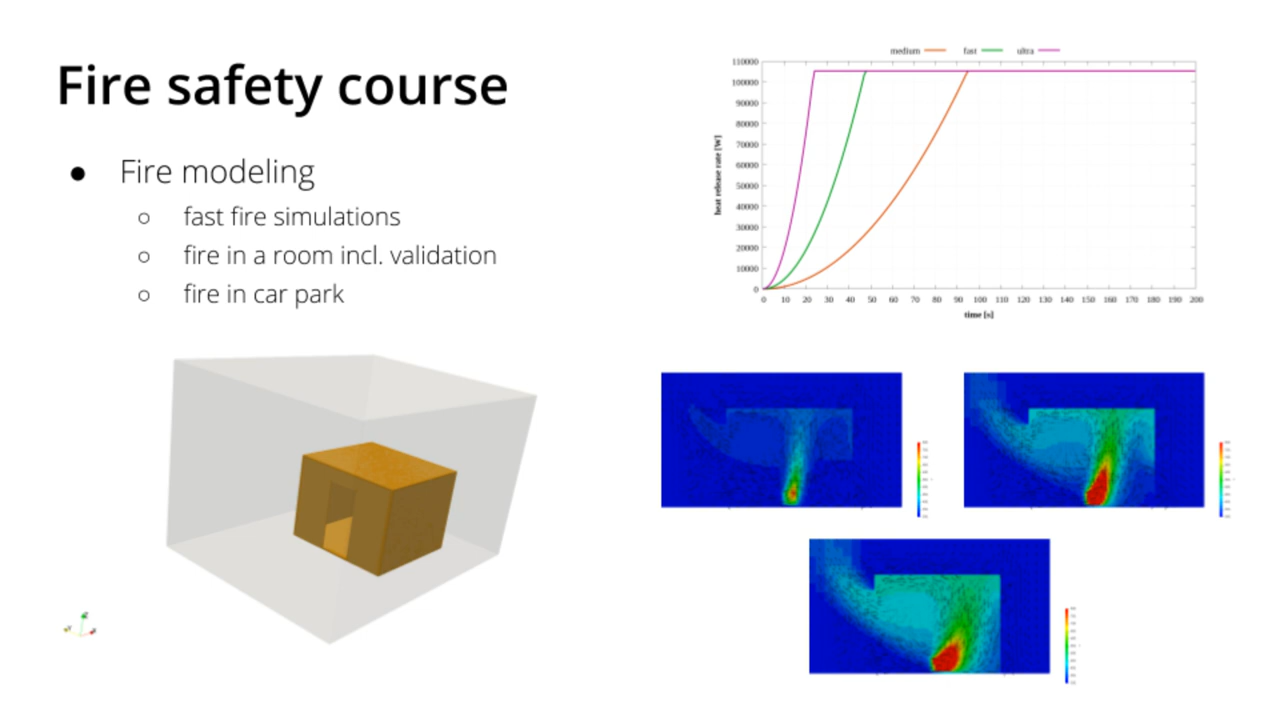 Fire safety course
● Fire modeling
○ fast fire simulations
○ fire in a room incl. validation
○ fire in car park
medium fast ultra
110000
100000
90000
80000
70000
60000
50000
40000
30000
20000
10000
0
heat release rate [W]
0 10 20 30 40 50 60 70 80 90 100 110 120 130 140 150 160 170 180 190 200
time [s]